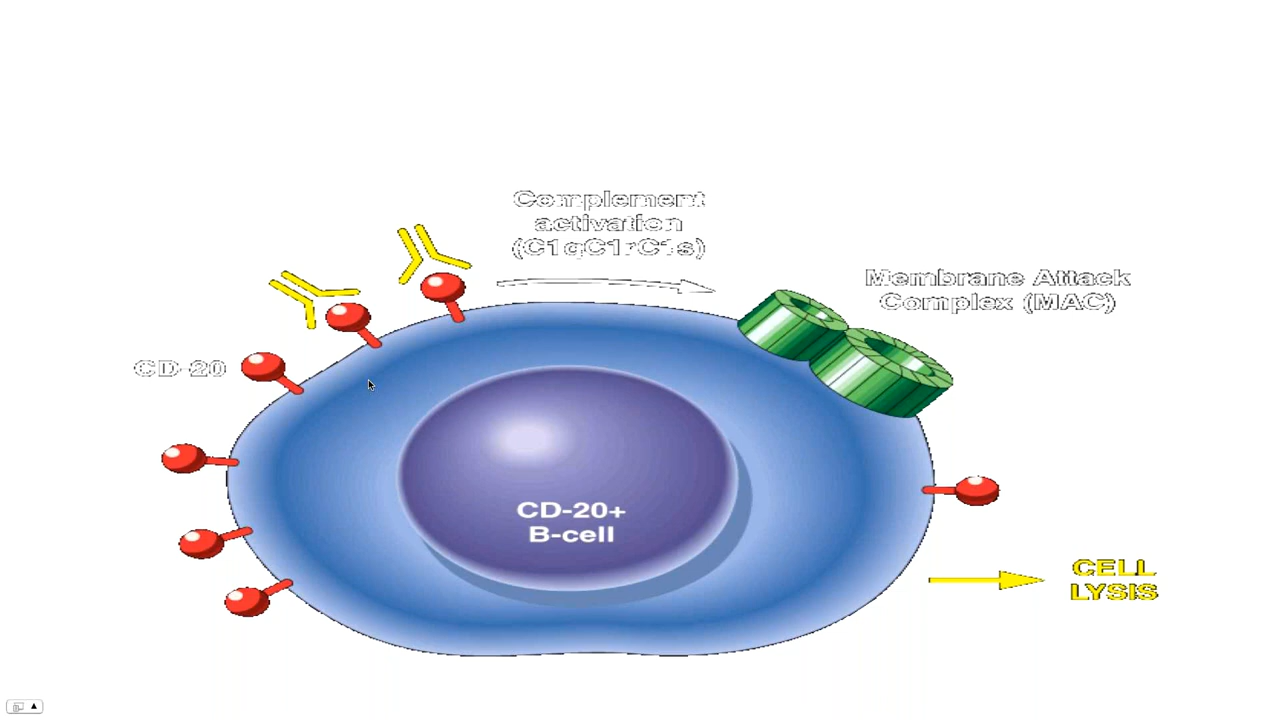 Complement
activation
(C1qC1rC1s)
Membrane Attack
Complex (MAC)
CD-20
CD-20+
B-cell
CELL
LYSIS